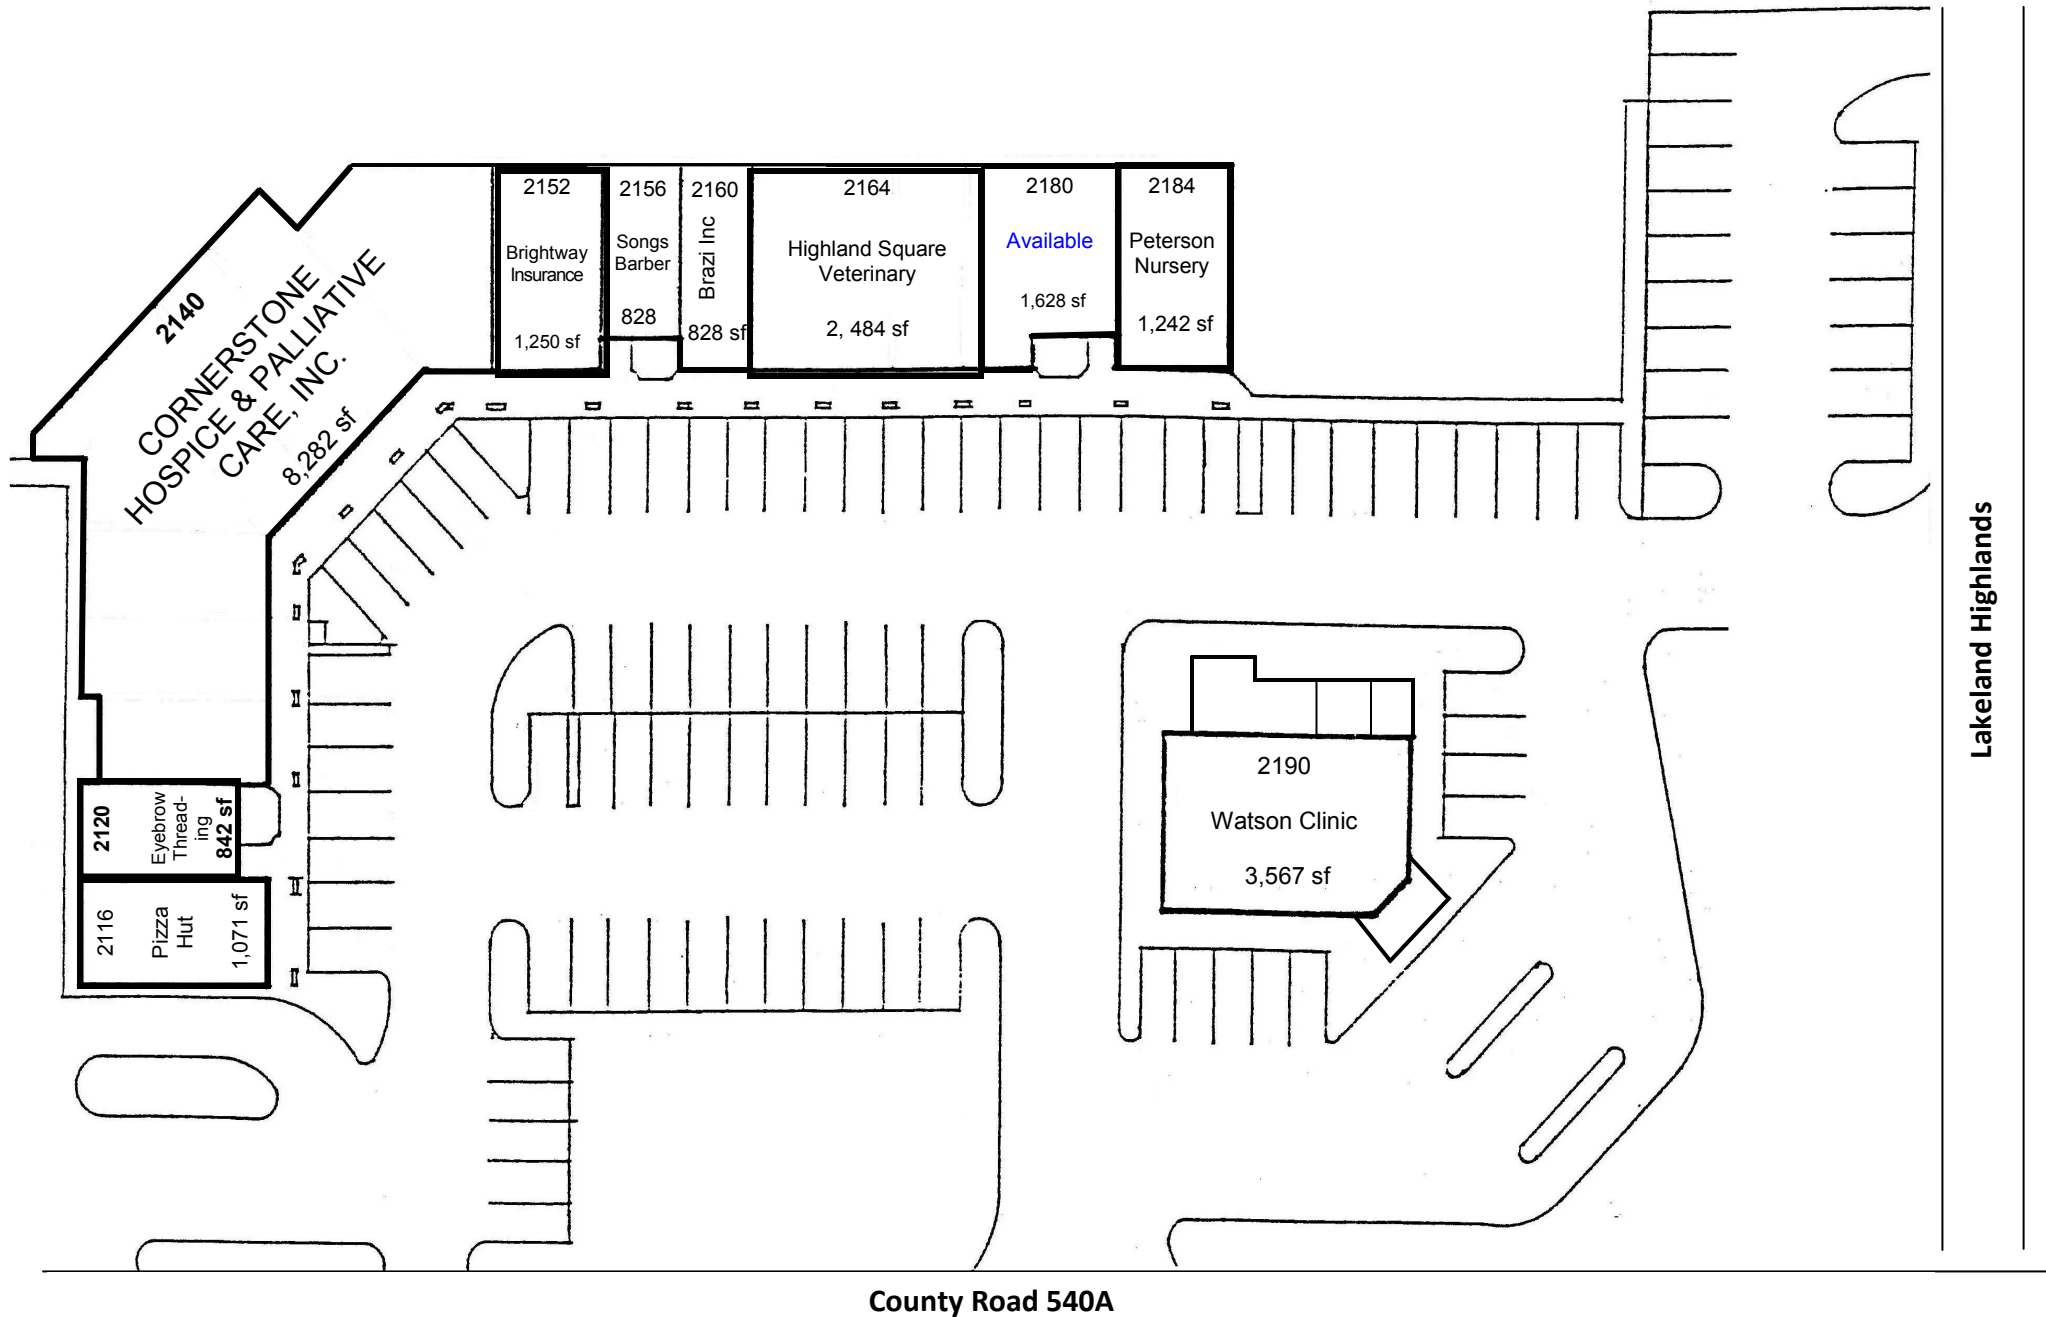 2140
CORNERSTONE
HOSPICE & PALLIATIVE
CARE, INC.
8,282 sf
2152
Brightway
Insurance
1,250 sf
2156
Songs
Barber
828
2160
Brazi Inc
828 sf
2164
Highland Square
Veterinary
2, 484 sf
2180
Available
1,628 sf
2184
Peterson
Nursery
1,242 sf
2120
Eyebrow
Thread-
ing
842 sf
2116
Pizza
Hut
1,071 sf
2190
Watson Clinic
3,567 sf
Lakeland Highlands
County Road 540A